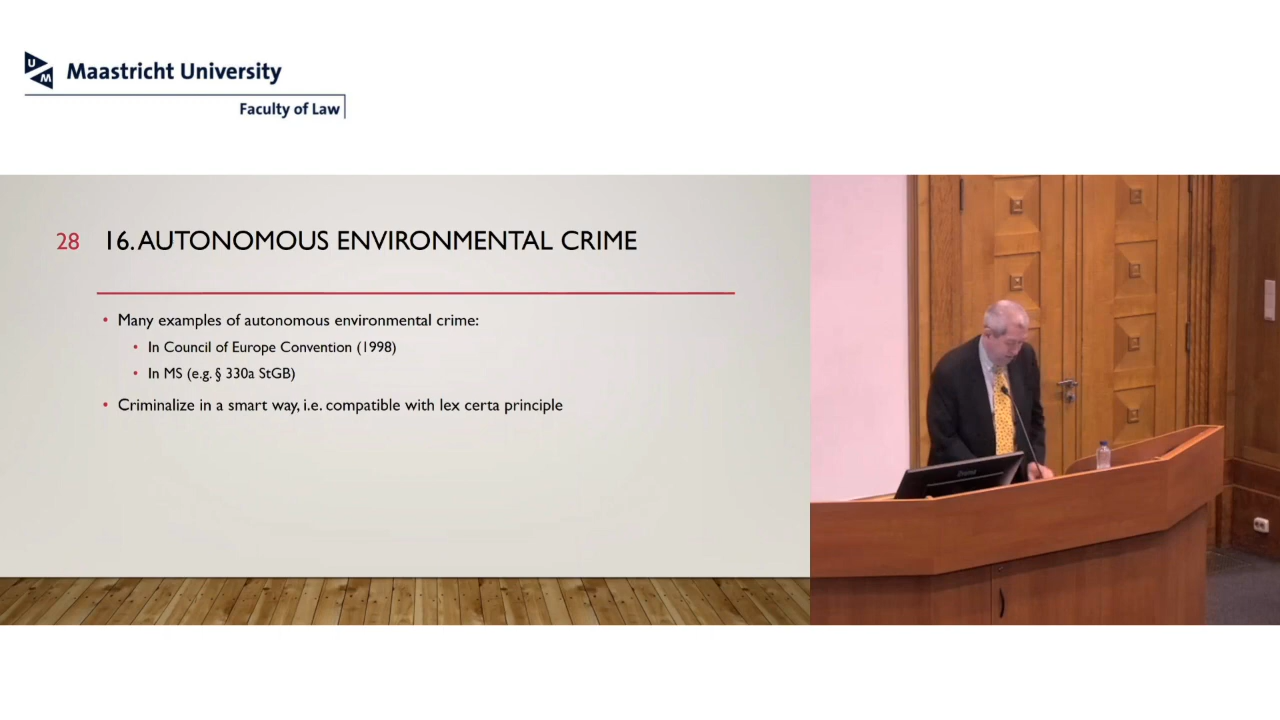 UM
Maastricht University
Faculty of Law
28 16. AUTONOMOUS ENVIRONMENTAL CRIME
• Many examples of autonomous environmental crime:
• In Council of Europe Convention (1998)
• In MS (e.g. § 330a StGB)
• Criminalize in a smart way, i.e. compatible with lex certa principle